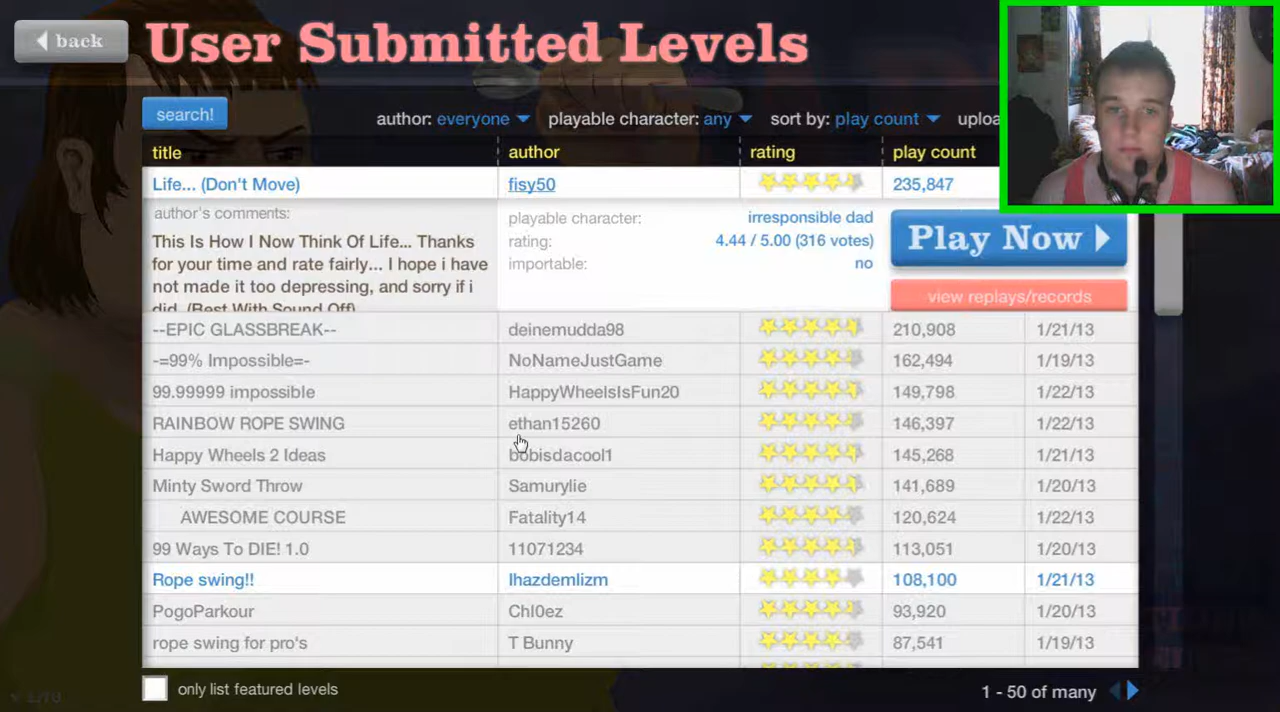 back
User Submitted Levels
search!
author: everyone playable character: any sort by: play count uploa
title author rating play count
Life... (Don't Move) fisy50 235,847
author's comments:
This Is How I Now Think Of Life... Thanks
for your time and rate fairly... I hope i have
not made it too depressing, and sorry if i
did. (Best With Sound Off)
playable character: irresponsible dad
rating: 4.44 / 5.00 (316 votes)
importable: no
Play Now
view replays/records
--EPIC GLASSBREAK-- deinemudda98 210,908 1/21/13
-=99% Impossible=- NoNameJustGame 162,494 1/19/13
99.99999 impossible HappyWheelsIsFun20 149,798 1/22/13
RAINBOW ROPE SWING ethan15260 146,397 1/22/13
Happy Wheels 2 Ideas bobisdacool1 145,268 1/21/13
Minty Sword Throw Samurylie 141,689 1/20/13
AWESOME COURSE Fatality14 120,624 1/22/13
99 Ways To DIE! 1.0 11071234 113,051 1/20/13
Rope swing!! Ihazdemlizm 108,100 1/21/13
PogoParkour Chl0ez 93,920 1/20/13
rope swing for pro's T Bunny 87,541 1/19/13
only list featured levels
1 - 50 of many